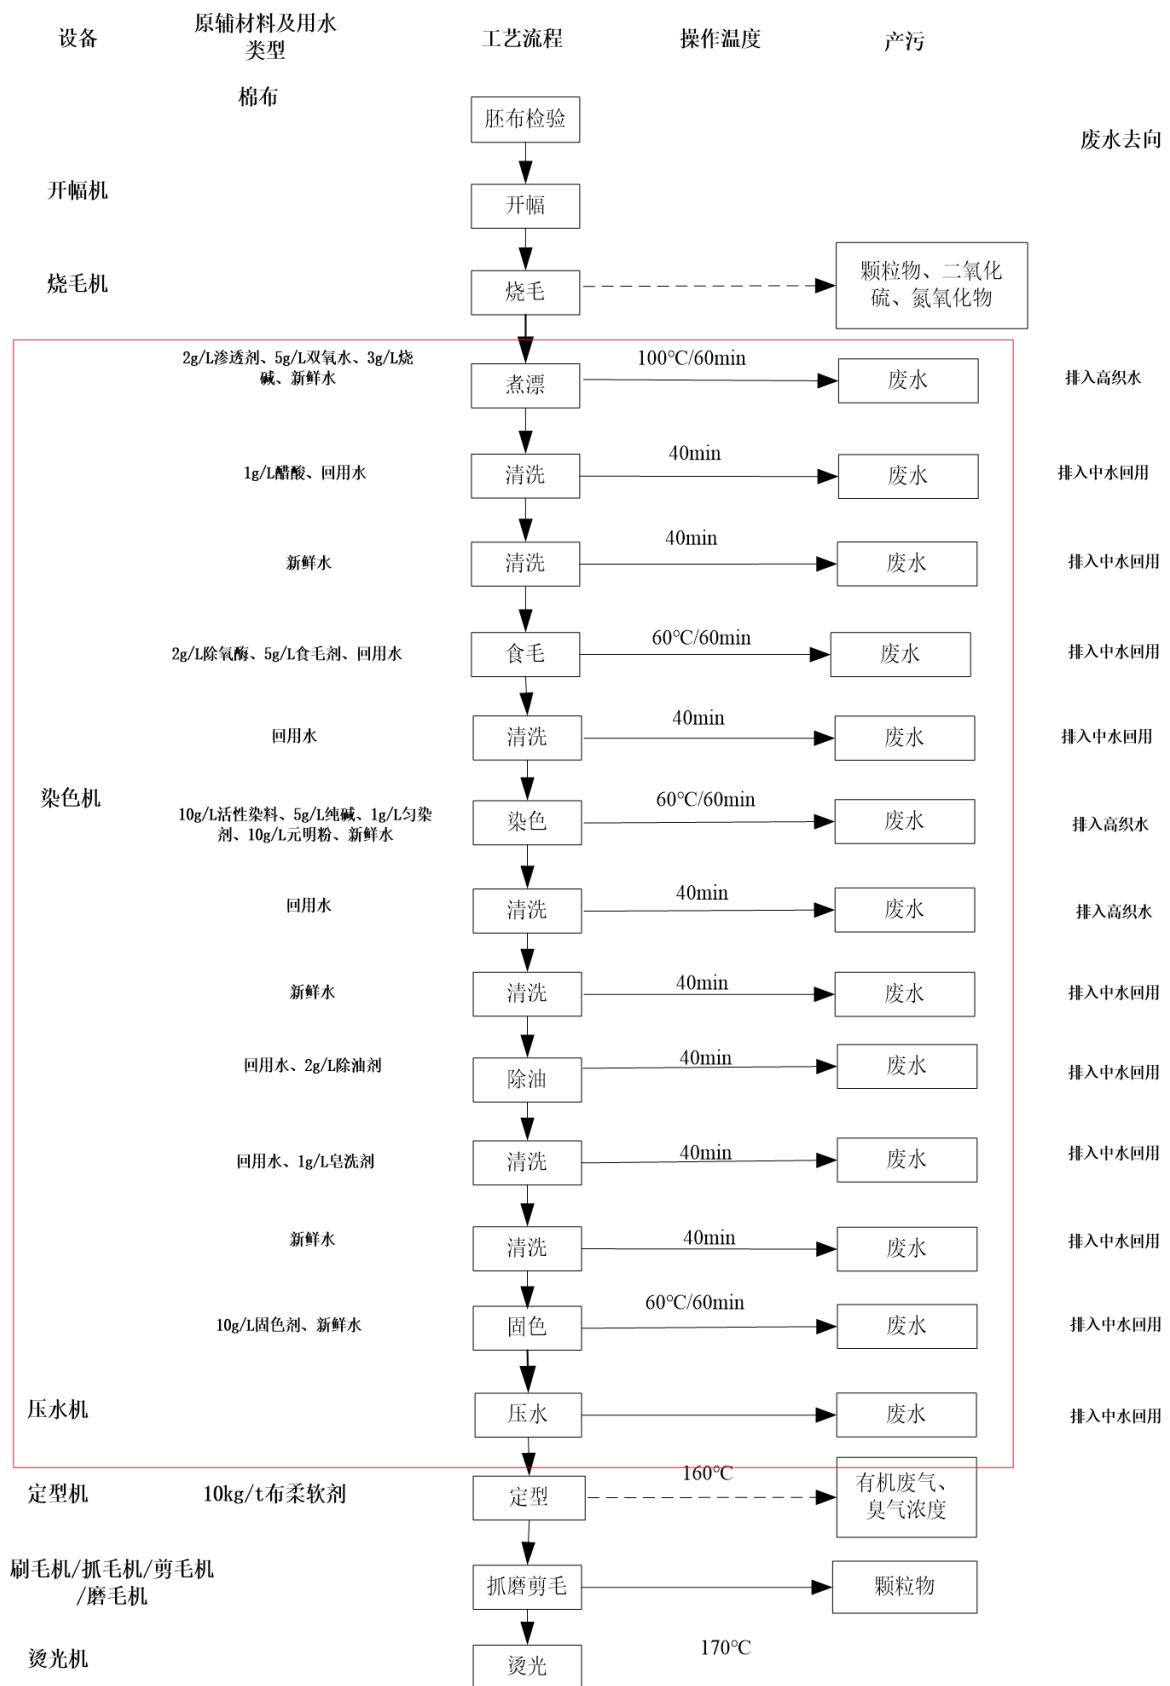 设备
原辅材料及用水
类型
工艺流程
操作温度
产污
棉布
胚布检验
废水去向
开幅机
开幅
烧毛机
烧毛
颗粒物、二氧化
硫、氮氧化物
2g/L渗透剂、5g/L双氧水、3g/L烧
碱、新鲜水
煮漂
100℃/60min
废水
排入高织水
1g/L醋酸、回用水
清洗
40min
废水
排入中水回用
新鲜水
清洗
40min
废水
排入中水回用
2g/L除氧酶、5g/L食毛剂、回用水
食毛
60℃/60min
废水
排入中水回用
回用水
清洗
40min
废水
排入中水回用
染色机
10g/L活性染料、5g/L纯碱、1g/L匀染
剂、10g/L元明粉、新鲜水
染色
60℃/60min
废水
排入高织水
回用水
清洗
40min
废水
排入高织水
新鲜水
清洗
40min
废水
排入中水回用
回用水、2g/L除油剂
除油
40min
废水
排入中水回用
回用水、1g/L皂洗剂
清洗
40min
废水
排入中水回用
新鲜水
清洗
40min
废水
排入中水回用
10g/L固色剂、新鲜水
固色
60℃/60min
废水
排入中水回用
压水机
压水
废水
排入中水回用
定型机
10kg/t布柔软剂
定型
160℃
有机废气、
臭气浓度
刷毛机/抓毛机/剪毛机
/磨毛机
抓磨剪毛
颗粒物
烫光机
烫光
170℃